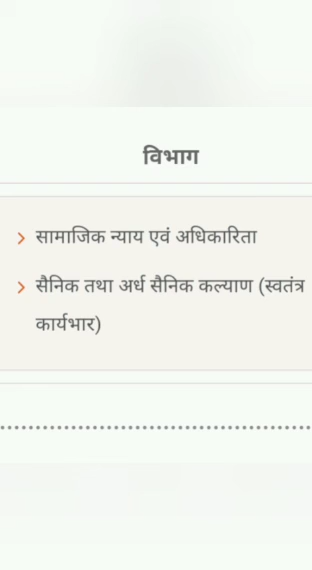 विभाग
सामाजिक न्याय एवं अधिकारिता
सैनिक तथा अर्ध सैनिक कल्याण (स्वतंत्र
कार्यभार)